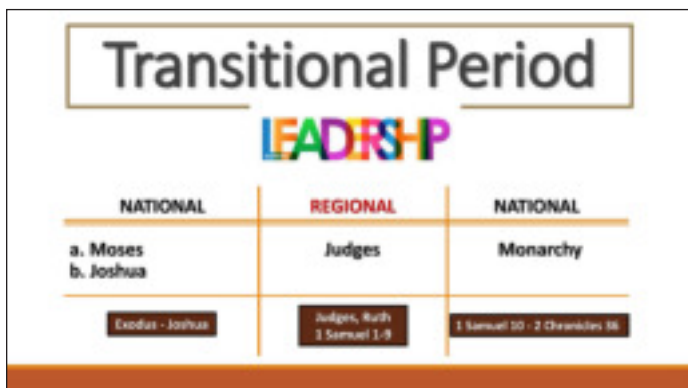 Transitional Period
LEADERSHIP
NATIONAL REGIONAL NATIONAL
a. Moses Judges Monarchy
b. Joshua
Exodus - Joshua
Judges, Ruth
1 Samuel 1-9
1 Samuel 10 - 2 Chronicles 36